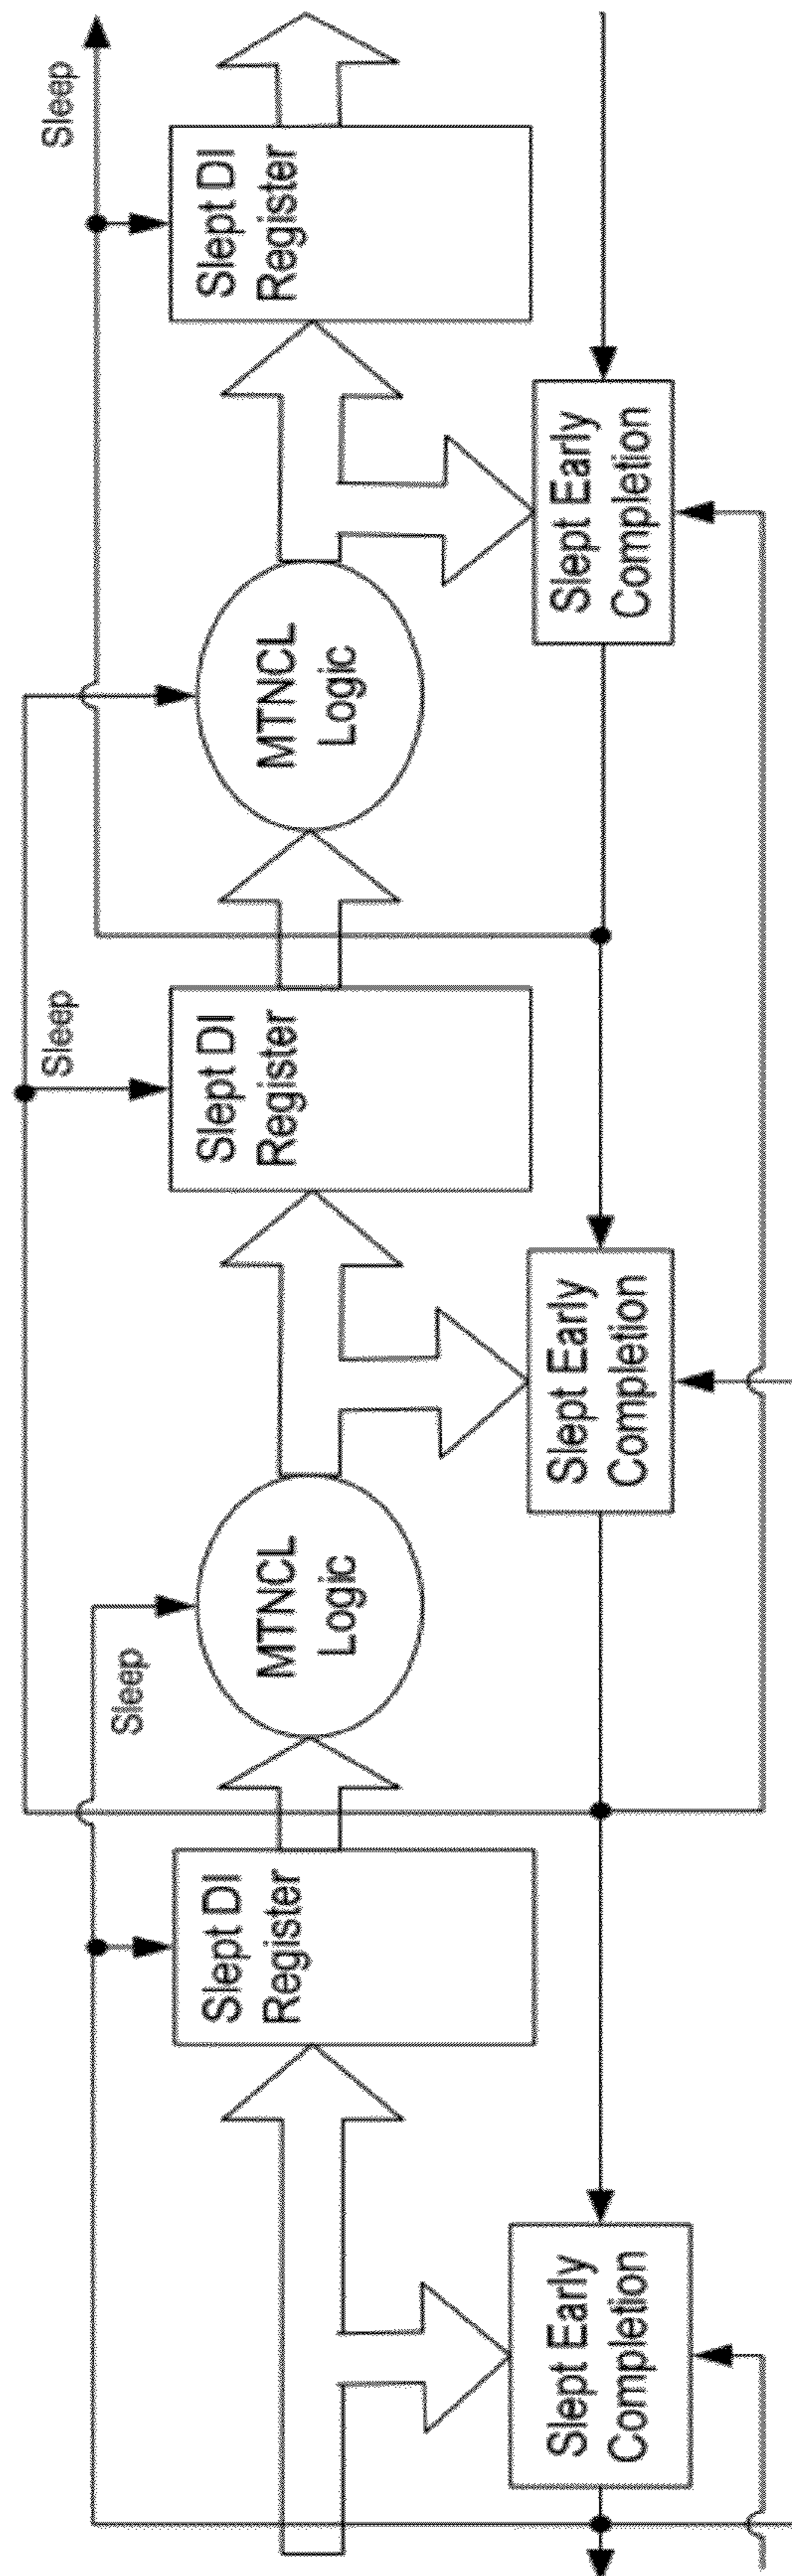 Sleep
Slept DI
Register
Slept Early
Completion
MTNCL
Logic
Sleep
Slept DI
Register
Slept Early
Completion
MTNCL
Logic
Sleep
Slept DI
Register
Slept Early
Completion